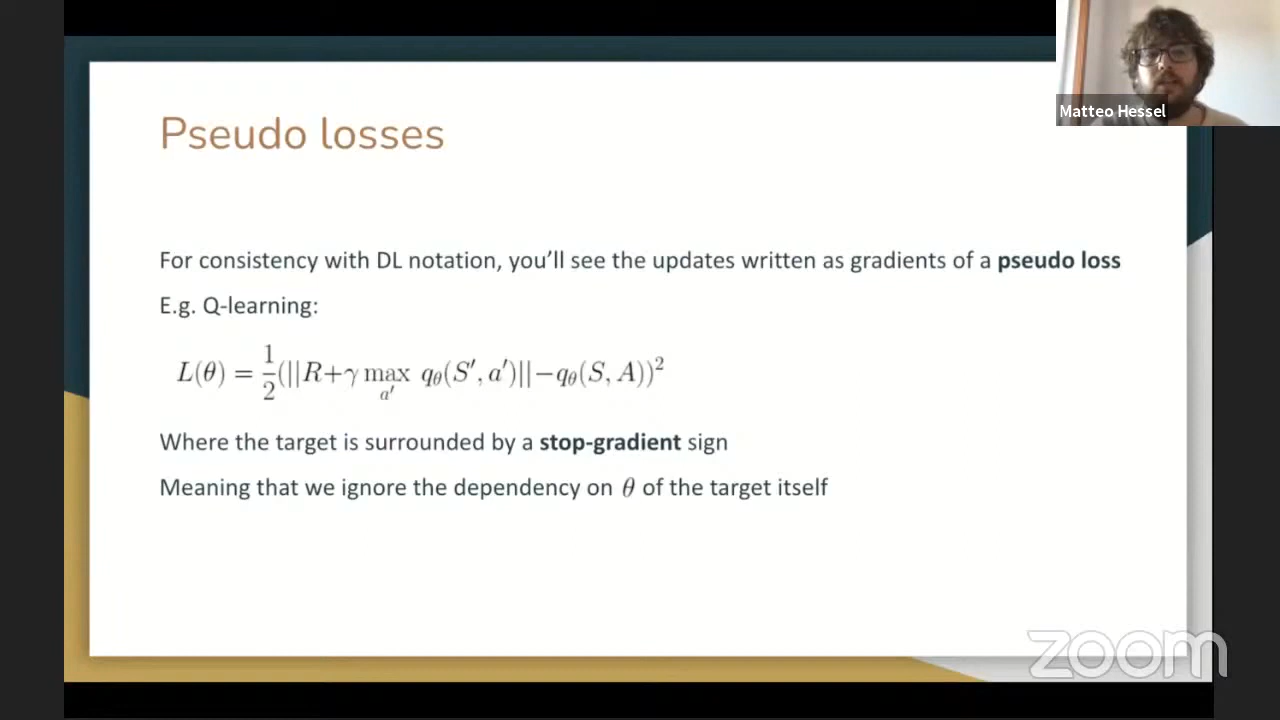 Matteo Hessel
Pseudo losses
For consistency with DL notation, you'll see the updates written as gradients of a pseudo loss
E.g. Q-learning:
L(θ) = 1/2 (||R+γ max_{a'} q_θ(S', a')||−q_θ(S, A))²
Where the target is surrounded by a stop-gradient sign
Meaning that we ignore the dependency on θ of the target itself
zoom